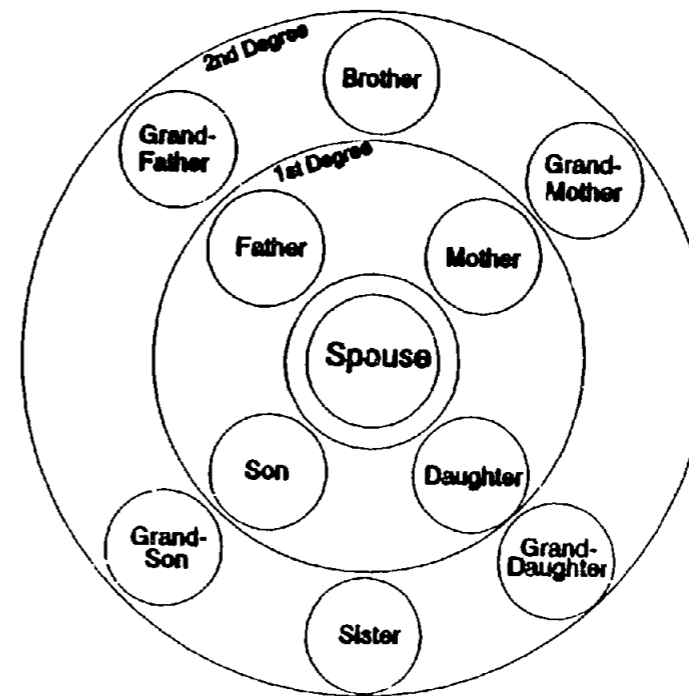 2nd Degree
Brother
Grand-
Father
1st Degree
Grand-
Mother
Father
Mother
Spouse
Son
Daughter
Grand-
Son
Grand-
Daughter
Sister